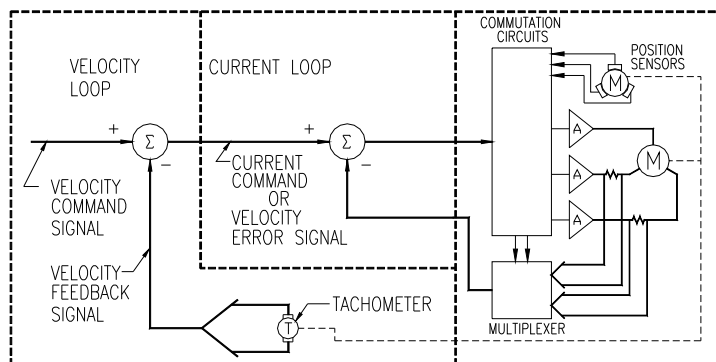 COMMUTATION
CIRCUITS
POSITION
SENSORS
M
VELOCITY
LOOP
CURRENT LOOP
+
Σ
−
+
Σ
−
A
M
A
A
VELOCITY
COMMAND
SIGNAL
CURRENT
COMMAND
OR
VELOCITY
ERROR SIGNAL
VELOCITY
FEEDBACK
SIGNAL
TACHOMETER
T
MULTIPLEXER